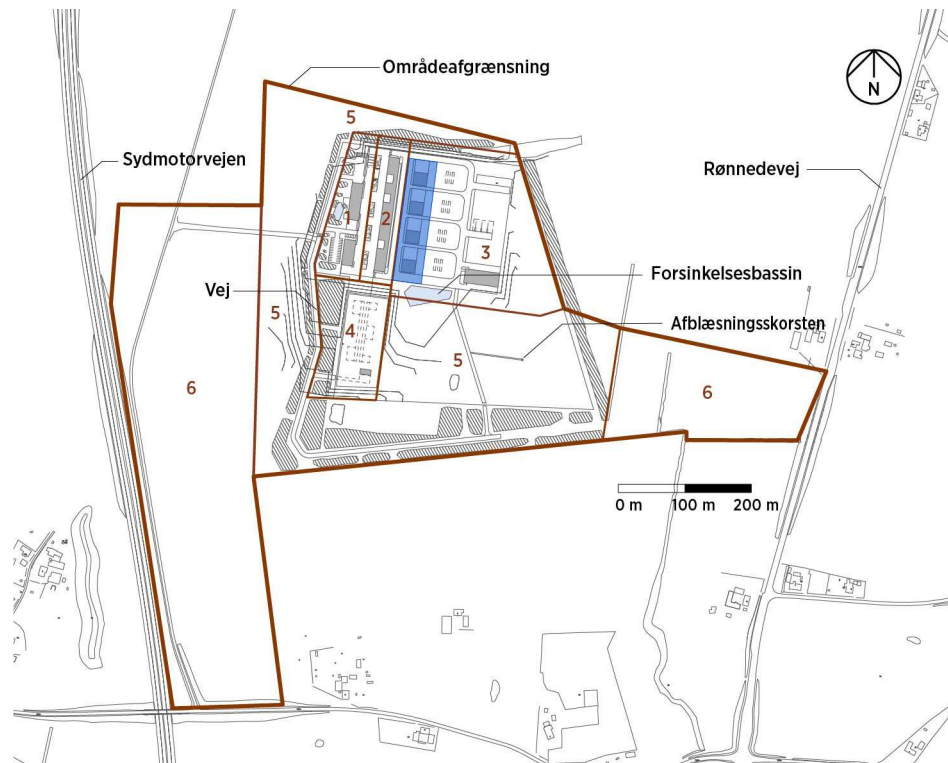 Områdeafgrænsning
N
5
Sydmotorvejen
Rønnedevej
1
2
3
Forsinkelsesbassin
Vej
5
4
Afblæsningsskorsten
5
6
6
0 m 100 m 200 m